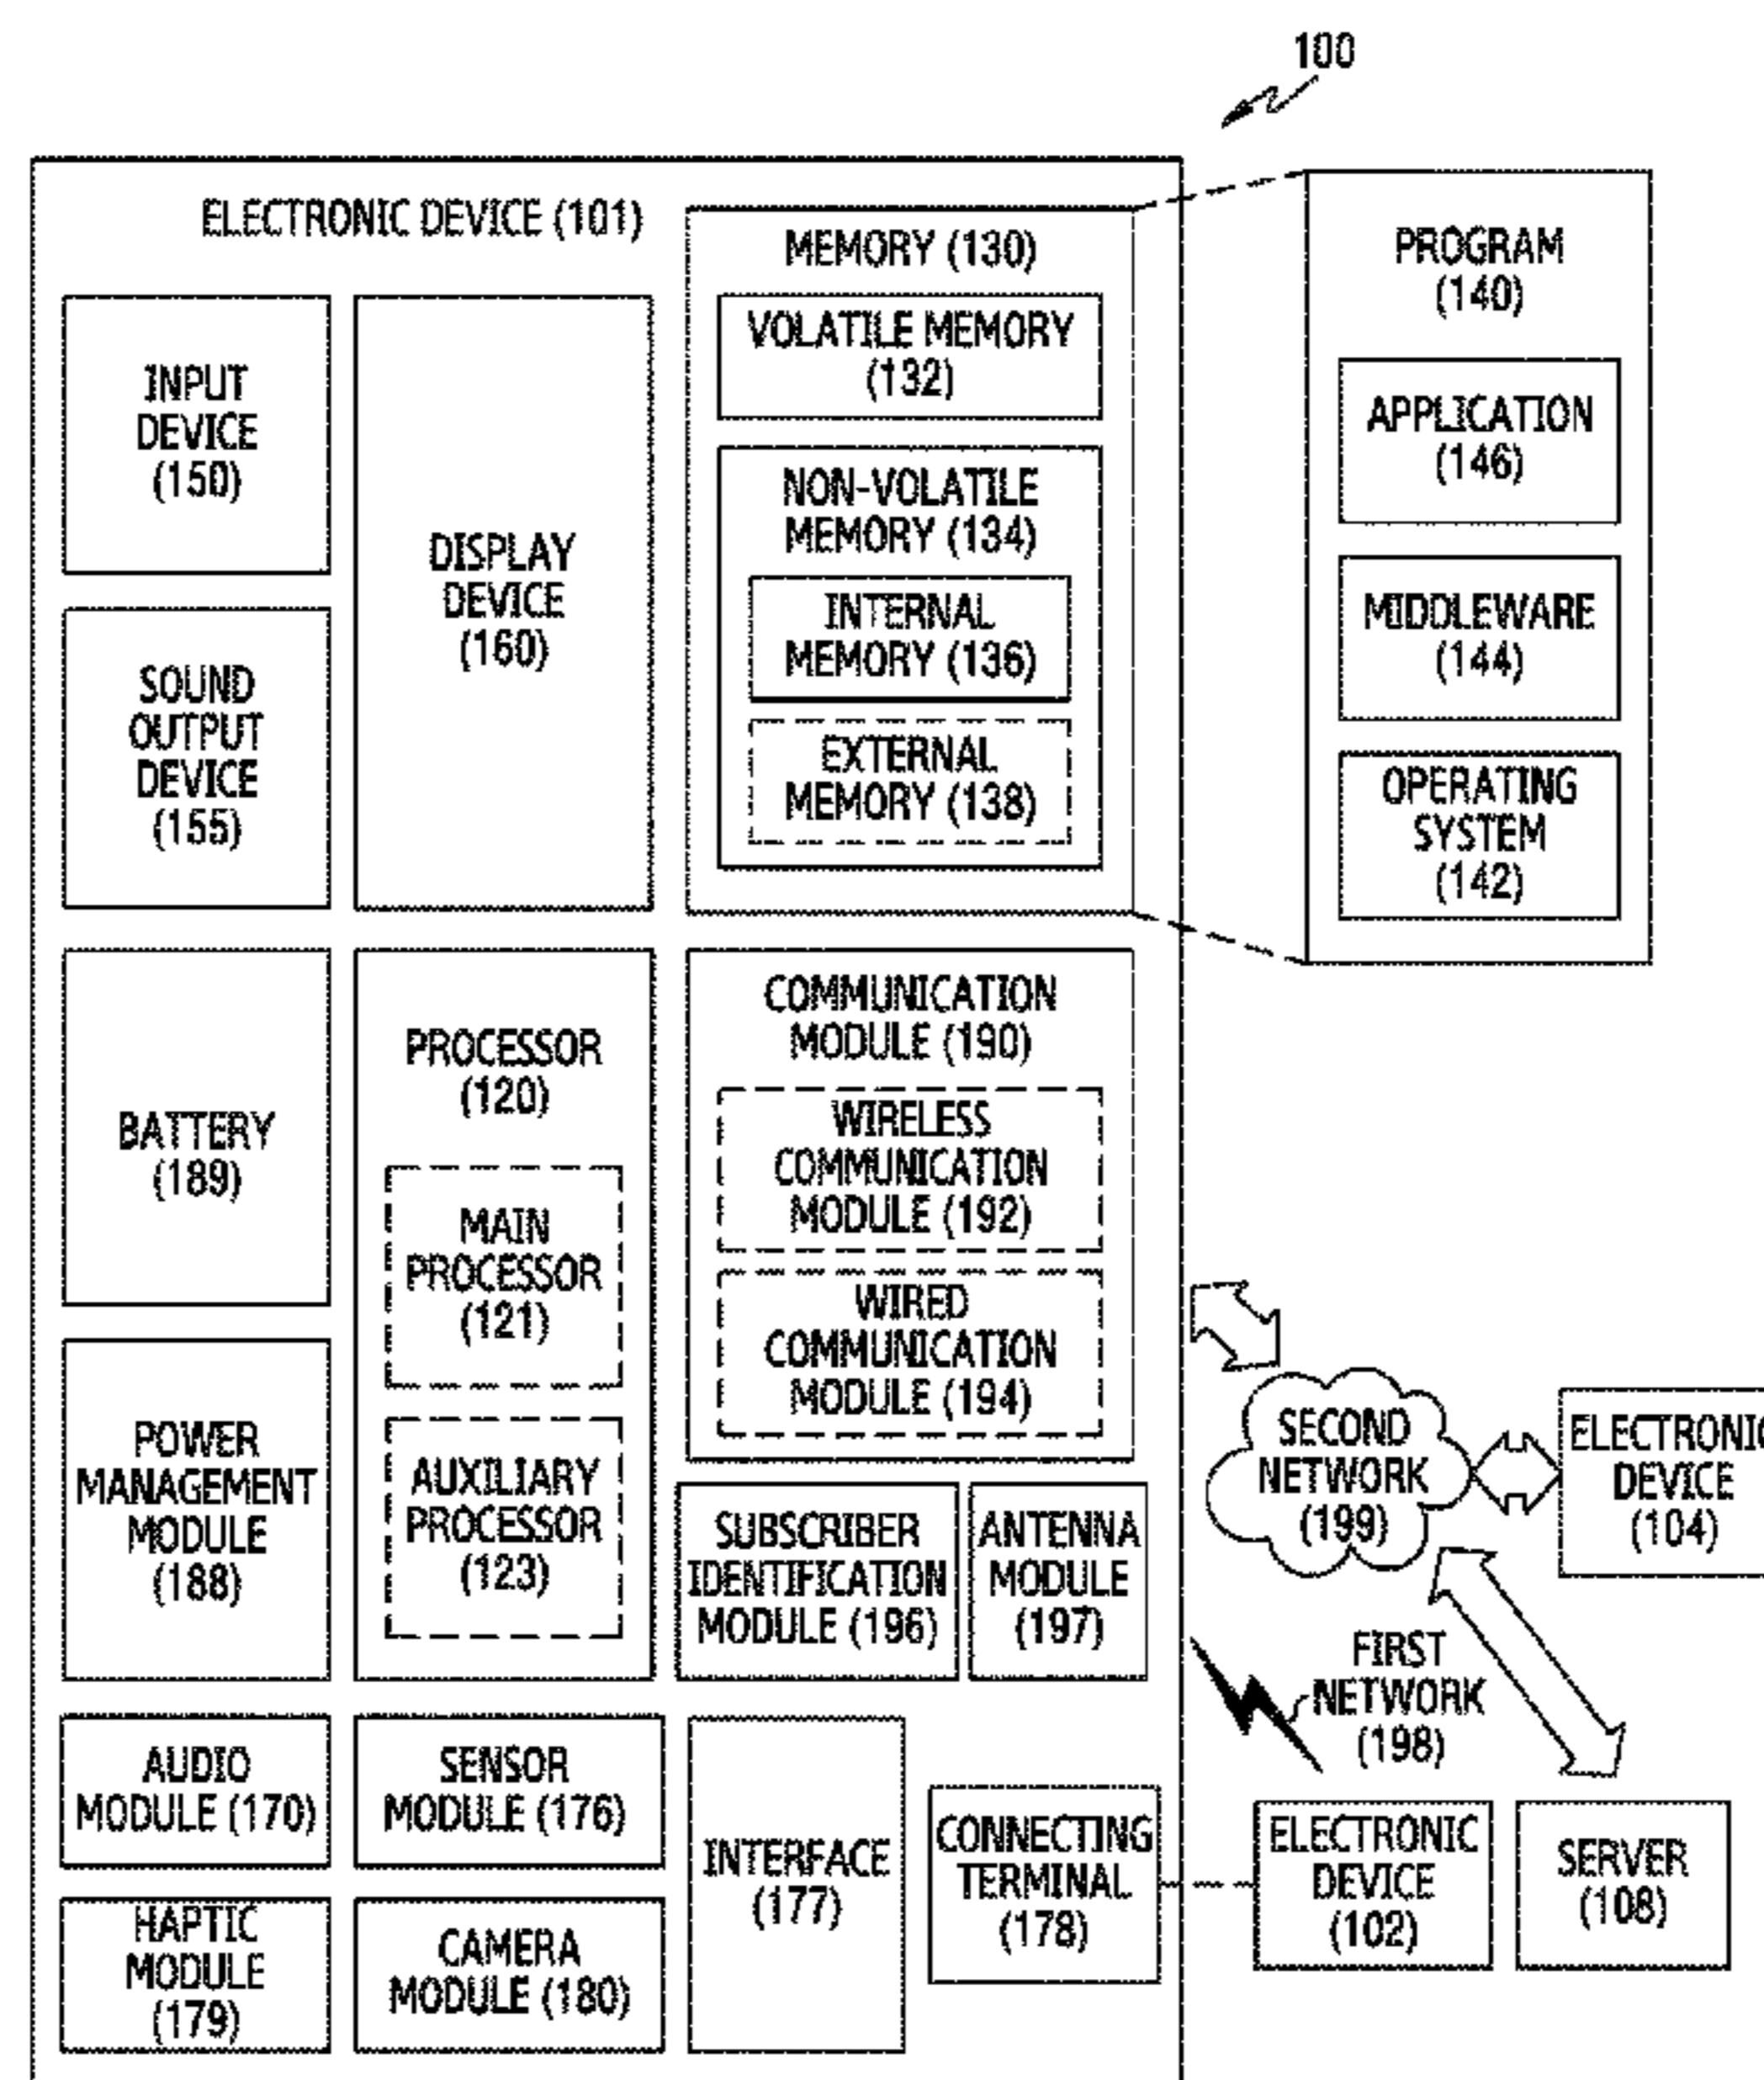 100
ELECTRONIC DEVICE (101)
INPUT
DEVICE
(150)
SOUND
OUTPUT
DEVICE
(155)
DISPLAY
DEVICE
(160)
MEMORY (130)
VOLATILE MEMORY
(132)
NON-VOLATILE
MEMORY (134)
INTERNAL
MEMORY (136)
EXTERNAL
MEMORY (138)
PROGRAM
(140)
APPLICATION
(146)
MIDDLEWARE
(144)
OPERATING
SYSTEM
(142)
BATTERY
(189)
POWER
MANAGEMENT
MODULE
(188)
PROCESSOR
(120)
MAIN
PROCESSOR
(121)
AUXILIARY
PROCESSOR
(123)
COMMUNICATION
MODULE (190)
WIRELESS
COMMUNICATION
MODULE (192)
WIRED
COMMUNICATION
MODULE (194)
SUBSCRIBER
IDENTIFICATION
MODULE (196)
ANTENNA
MODULE
(197)
SECOND
NETWORK
(199)
ELECTRONIC
DEVICE
(104)
FIRST
NETWORK
(198)
AUDIO
MODULE (170)
SENSOR
MODULE (176)
INTERFACE
(177)
CONNECTING
TERMINAL
(178)
ELECTRONIC
DEVICE
(102)
SERVER
(108)
HAPTIC
MODULE
(179)
CAMERA
MODULE (180)